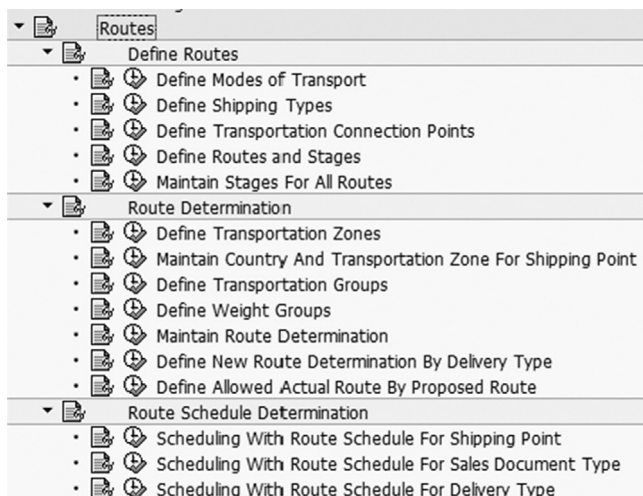 Routes
Define Routes
Define Modes of Transport
Define Shipping Types
Define Transportation Connection Points
Define Routes and Stages
Maintain Stages For All Routes
Route Determination
Define Transportation Zones
Maintain Country And Transportation Zone For Shipping Point
Define Transportation Groups
Define Weight Groups
Maintain Route Determination
Define New Route Determination By Delivery Type
Define Allowed Actual Route By Proposed Route
Route Schedule Determination
Scheduling With Route Schedule For Shipping Point
Scheduling With Route Schedule For Sales Document Type
Scheduling With Route Schedule For Delivery Type